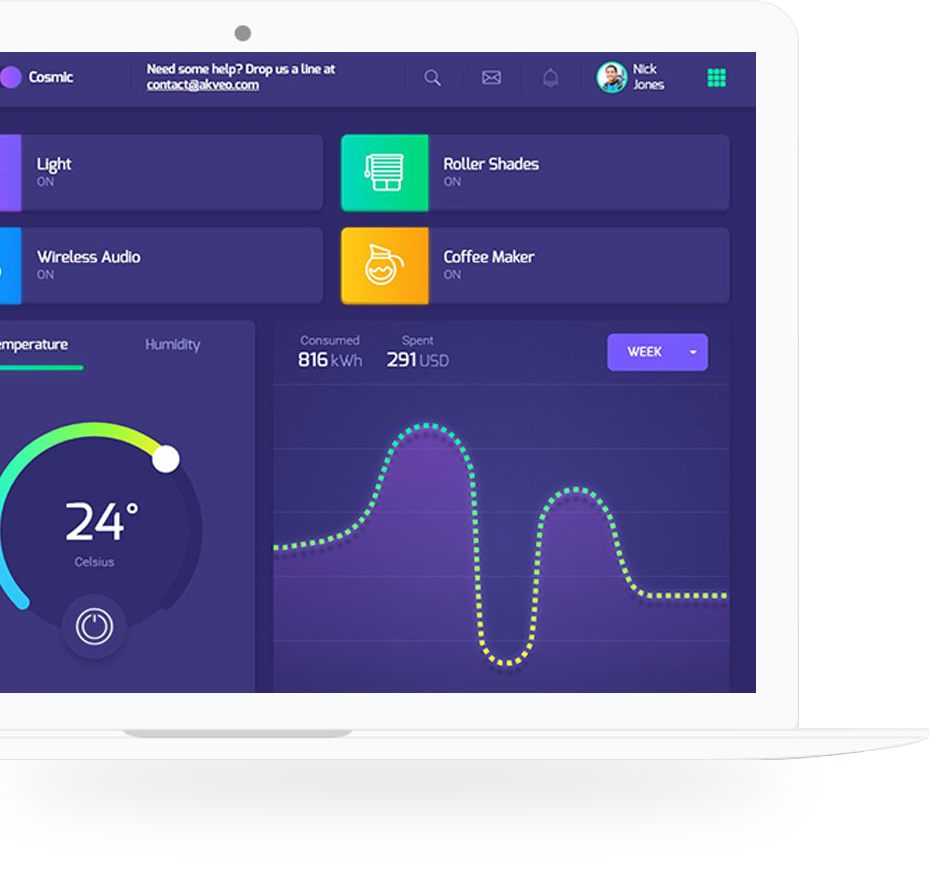 Cosmic
Need some help? Drop us a line at
contact@akveo.com
Nick
Jones
Light
ON
Roller Shades
ON
Wireless Audio
ON
Coffee Maker
ON
emperature
Humidity
Consumed
816 kWh
Spent
291 USD
WEEK
24°
Celsius